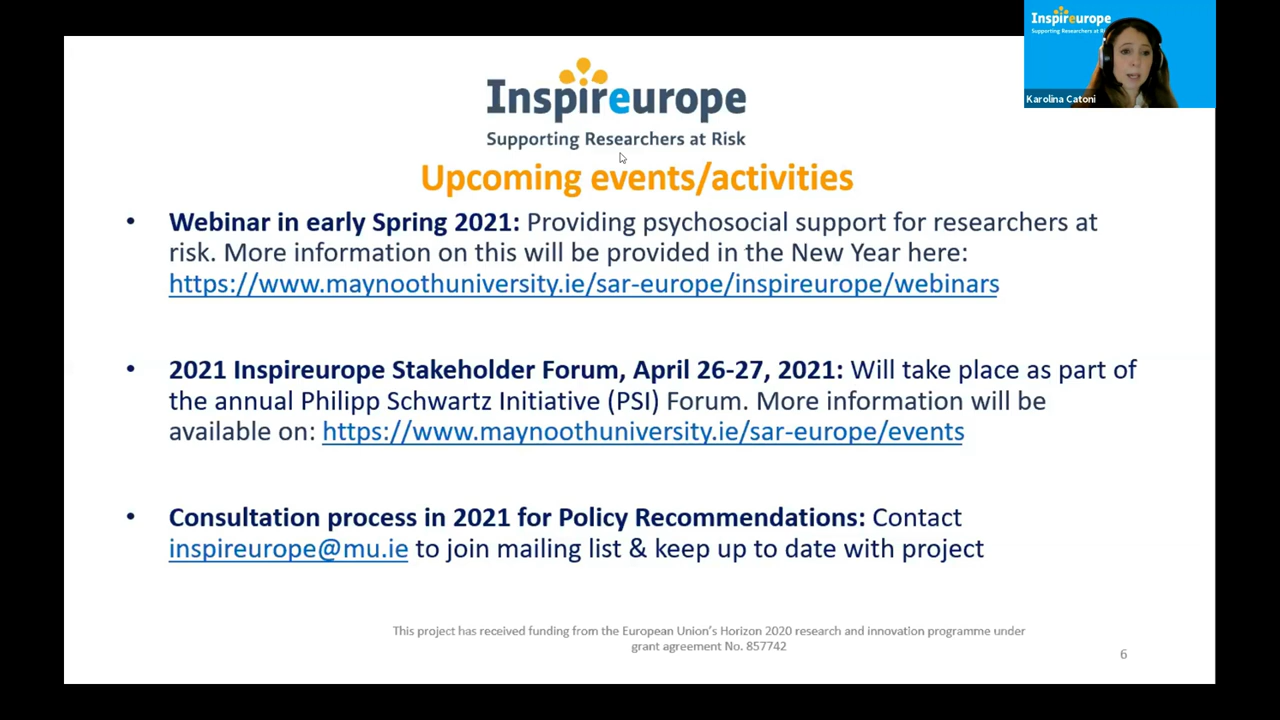 Inspireurope
Supporting Researchers at Risk
Inspireurope
Supporting Researchers at
Karolina Catoni
Upcoming events/activities
• Webinar in early Spring 2021: Providing psychosocial support for researchers at
risk. More information on this will be provided in the New Year here:
https://www.maynoothuniversity.ie/sar-europe/inspireurope/webinars
• 2021 Inspireurope Stakeholder Forum, April 26-27, 2021: Will take place as part of
the annual Philipp Schwartz Initiative (PSI) Forum. More information will be
available on: https://www.maynoothuniversity.ie/sar-europe/events
• Consultation process in 2021 for Policy Recommendations: Contact
inspireurope@mu.ie to join mailing list & keep up to date with project
This project has received funding from the European Union's Horizon 2020 research and innovation programme under
grant agreement No. 857742
6